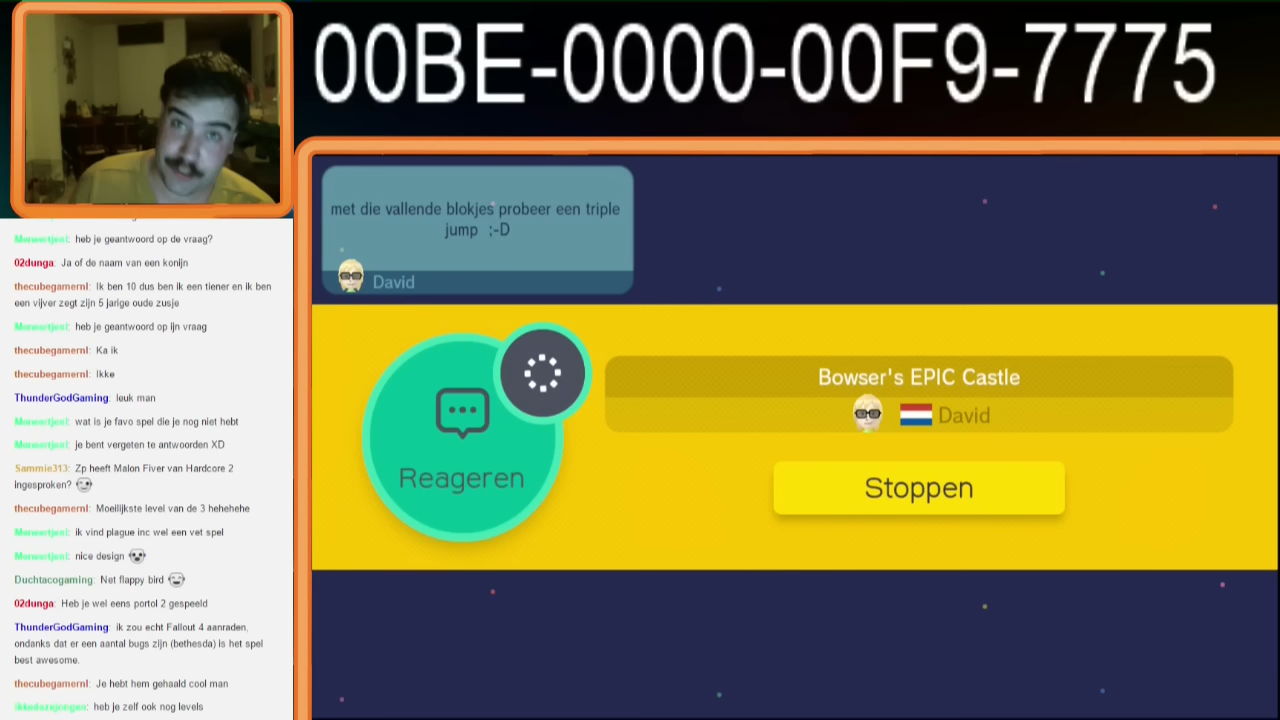 00BE-0000-00F9-7775
met die vallende blokjes probeer een triple
jump :-D
David
Bowser's EPIC Castle
David
Reageren
Stoppen
heb je geantwoord op de vraag?
02dunga: Ja of de naam van een konijn
thecubegamernl: Ik ben 10 dus ben ik een tiener en ik ben
een vijver zegt zijn 5 jarige oude zusje
heb je geantwoord op ijn vraag
thecubegamernl: Ka ik
thecubegamernl: Ikke
ThunderGodGaming: leuk man
wat is je favo spel die je nog niet hebt
je bent vergeten te antwoorden XD
Sammie313: Zp heeft Malon Fiver van Hardcore 2
ingesproken?
thecubegamernl: Moeilijkste level van de 3 hehehehe
ik vind plague inc wel een vet spel
nice design
Duchtacogaming: Net flappy bird
02dunga: Heb je wel eens portol 2 gespeeld
ThunderGodGaming: ik zou echt Fallout 4 aanraden,
ondanks dat er een aantal bugs zijn (bethesda) is het spel
best awesome.
thecubegamernl: Je hebt hem gehaald cool man
heb je zelf ook nog levels